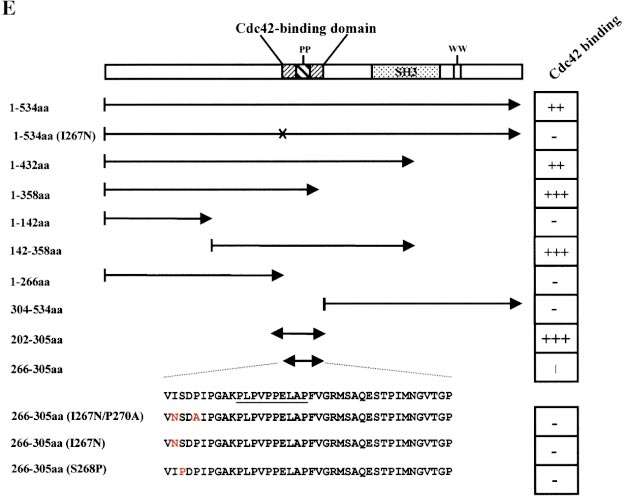 E
Cdc42-binding domain
PP
WW
SH3
Cdc42 binding
1-534aa ++
1-534aa (I267N) x -
1-432aa ++
1-358aa +++
1-142aa -
142-358aa +++
1-266aa -
304-534aa -
202-305aa +++
266-305aa |
VISDPIPGAKPLPVPPELAPFVGRMSAQESTPIMNGVTGP
266-305aa (I267N/P270A) VNSDAIPGAKPLPVPPELAPFVGRMSAQESTPIMNGVTGP -
266-305aa (I267N) VNSDPIPGAKPLPVPPELAPFVGRMSAQESTPIMNGVTGP -
266-305aa (S268P) VIPDPIPGAKPLPVPPELAPFVGRMSAQESTPIMNGVTGP -